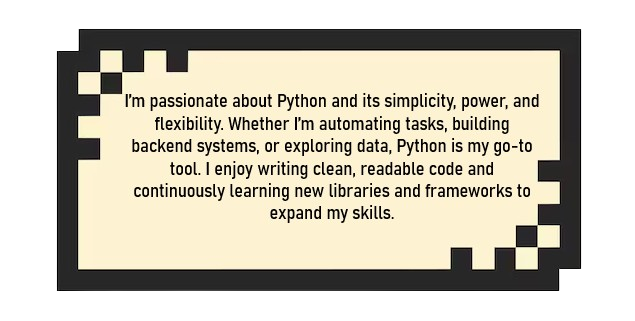 I'm passionate about Python and its simplicity, power, and
flexibility. Whether I'm automating tasks, building
backend systems, or exploring data, Python is my go-to
tool. I enjoy writing clean, readable code and
continuously learning new libraries and frameworks to
expand my skills.